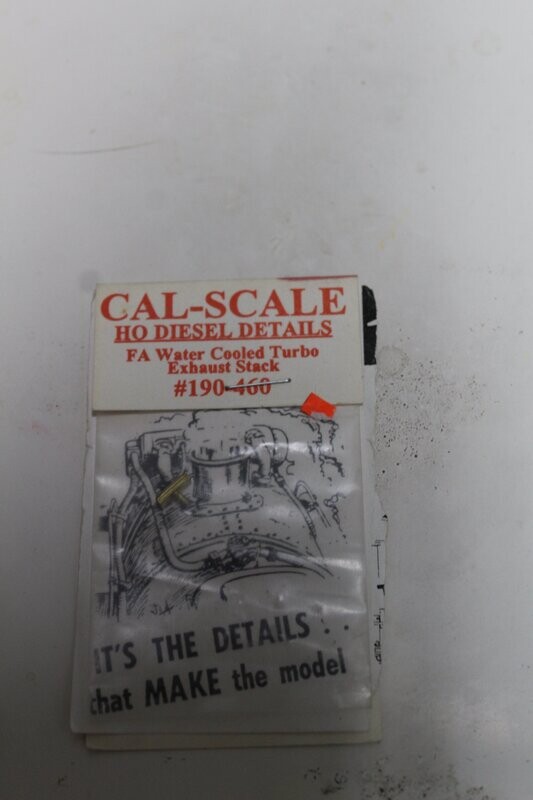 CAL-SCALE
HO DIESEL DETAILS
FA Water Cooled Turbo
Exhaust Stack
#190-460
IT'S THE DETAILS . .
that MAKE the model